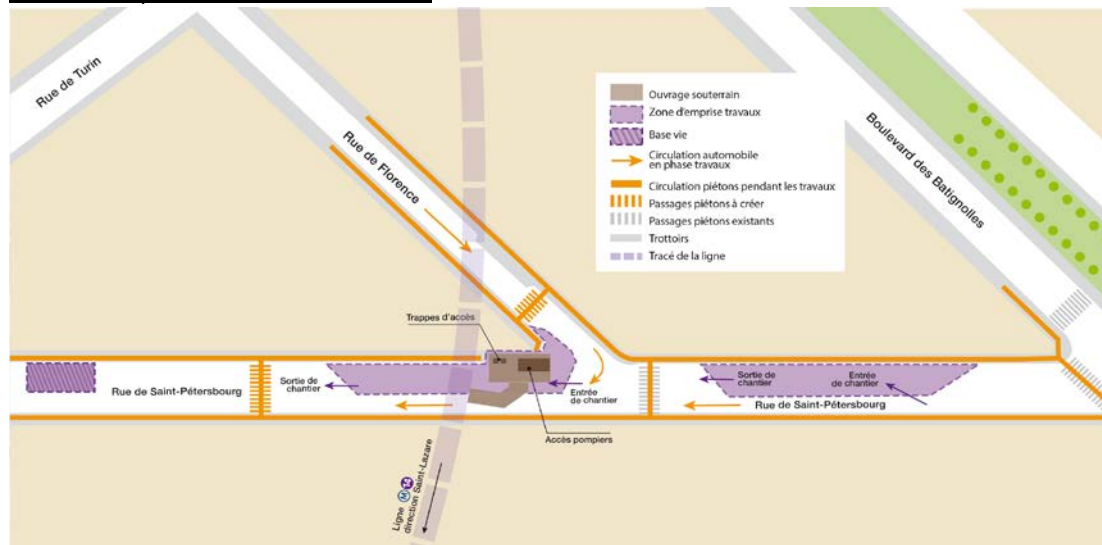 Rue de Turin
Rue de Florence
Boulevard des Batignolles
Ouvrage souterrain
Zone d'emprise travaux
Base vie
Circulation automobile
en phase travaux
Circulation piétons pendant les travaux
Passages piétons à créer
Passages piétons existants
Trottoirs
Tracé de la ligne
Trappes d'accès
Sortie de
chantier
Rue de Saint-Pétersbourg
Entrée
de chantier
Accès pompiers
Sortie de
chantier
Entrée
de chantier
Rue de Saint-Pétersbourg
Ligne M 14
direction Saint-Lazare